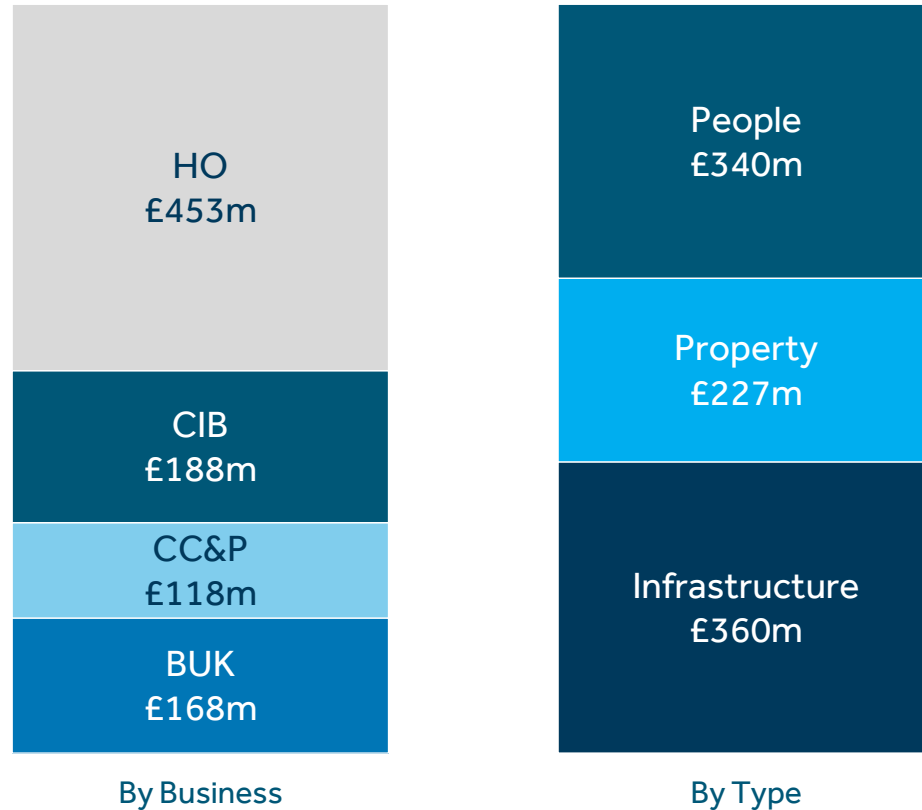 HO
£453m
CIB
£188m
CC&P
£118m
BUK
£168m
By Business
People
£340m
Property
£227m
Infrastructure
£360m
By Type